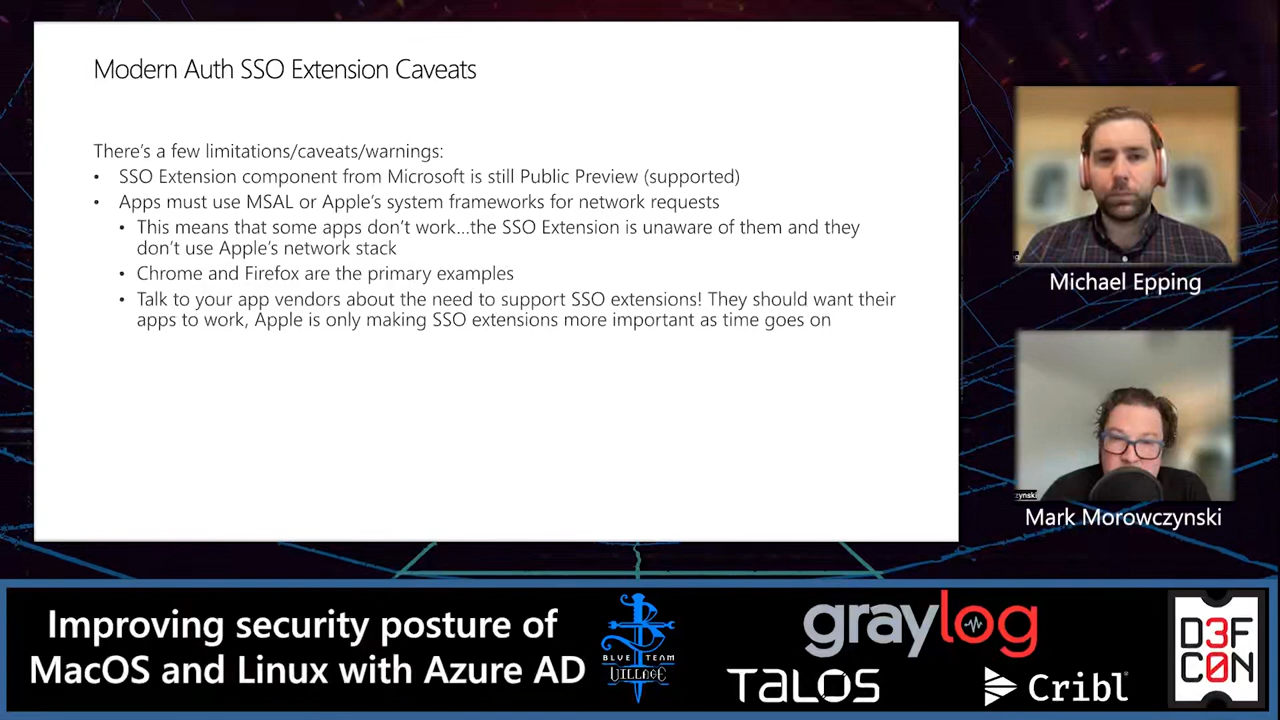 Modern Auth SSO Extension Caveats
There's a few limitations/caveats/warnings:
• SSO Extension component from Microsoft is still Public Preview (supported)
• Apps must use MSAL or Apple's system frameworks for network requests
• This means that some apps don't work...the SSO Extension is unaware of them and they
don't use Apple's network stack
• Chrome and Firefox are the primary examples
• Talk to your app vendors about the need to support SSO extensions! They should want their
apps to work, Apple is only making SSO extensions more important as time goes on
Michael Epping
zynski
Mark Morowczynski
Improving security posture of
MacOS and Linux with Azure AD
BLUE TEAM
VILLAGE
graylog
TALOS
Cribl
D3F
C0N